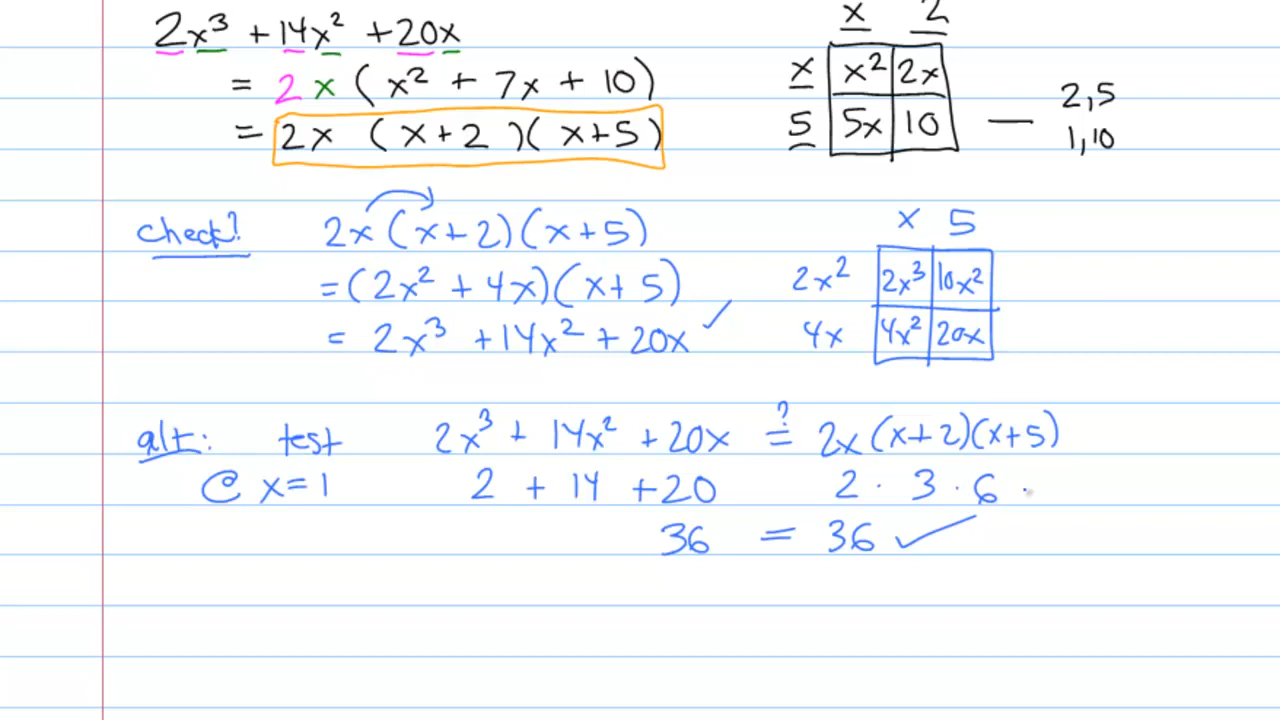 2x³ + 14x² + 20x
= 2x (x² + 7x + 10)
= 2x (x+2)(x+5)
x 2
x x² 2x
5 5x 10 — 2,5
1,10
check? 2x(x+2)(x+5)
= (2x² + 4x)(x+5)
= 2x³ + 14x² + 20x ✓
x 5
2x² 2x³ 10x²
4x 4x² 20x
alt: test 2x³ + 14x² + 20x ≟ 2x(x+2)(x+5)
@ x=1 2 + 14 + 20 2 · 3 · 6
36 = 36 ✓